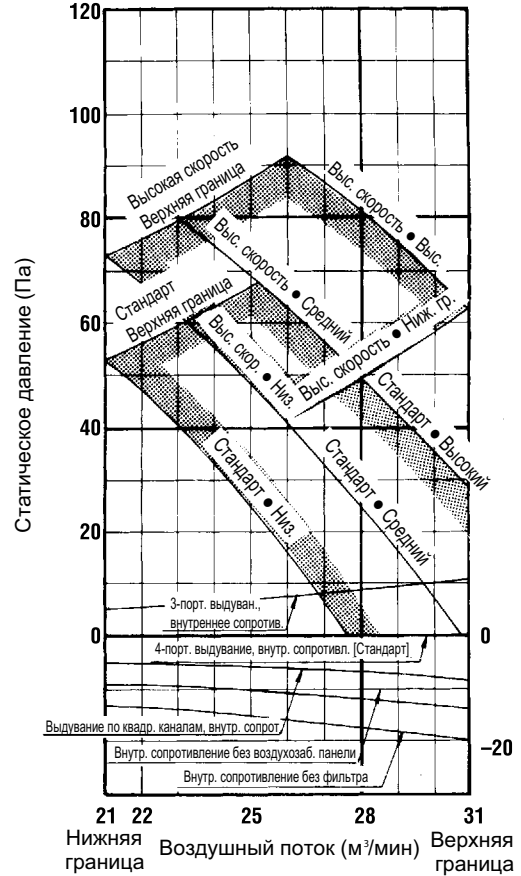 120
100
80
60
40
20
0
0
–20
Статическое давление (Па)
Высокая скорость
Верхняя граница
Выс. скорость ● Выс.
Выс. скорость ● Средний
Стандарт
Верхняя граница
Выс. скор. ● Низ.
Выс. скорость ● Ниж. гр.
Стандарт ● Высокий
Стандарт ● Средний
Стандарт ● Низ.
3-порт. выдуван.,
внутреннее сопротив.
4-порт. выдувание, внутр. сопротивл. [Стандарт]
Выдувание по квадр. каналам, внутр. сопрот.
Внутр. сопротивление без воздухозаб. панели
Внутр. сопротивление без фильтра
21 22 25 28 31
Нижняя
граница
Воздушный поток (м³/мин)
Верхняя
граница